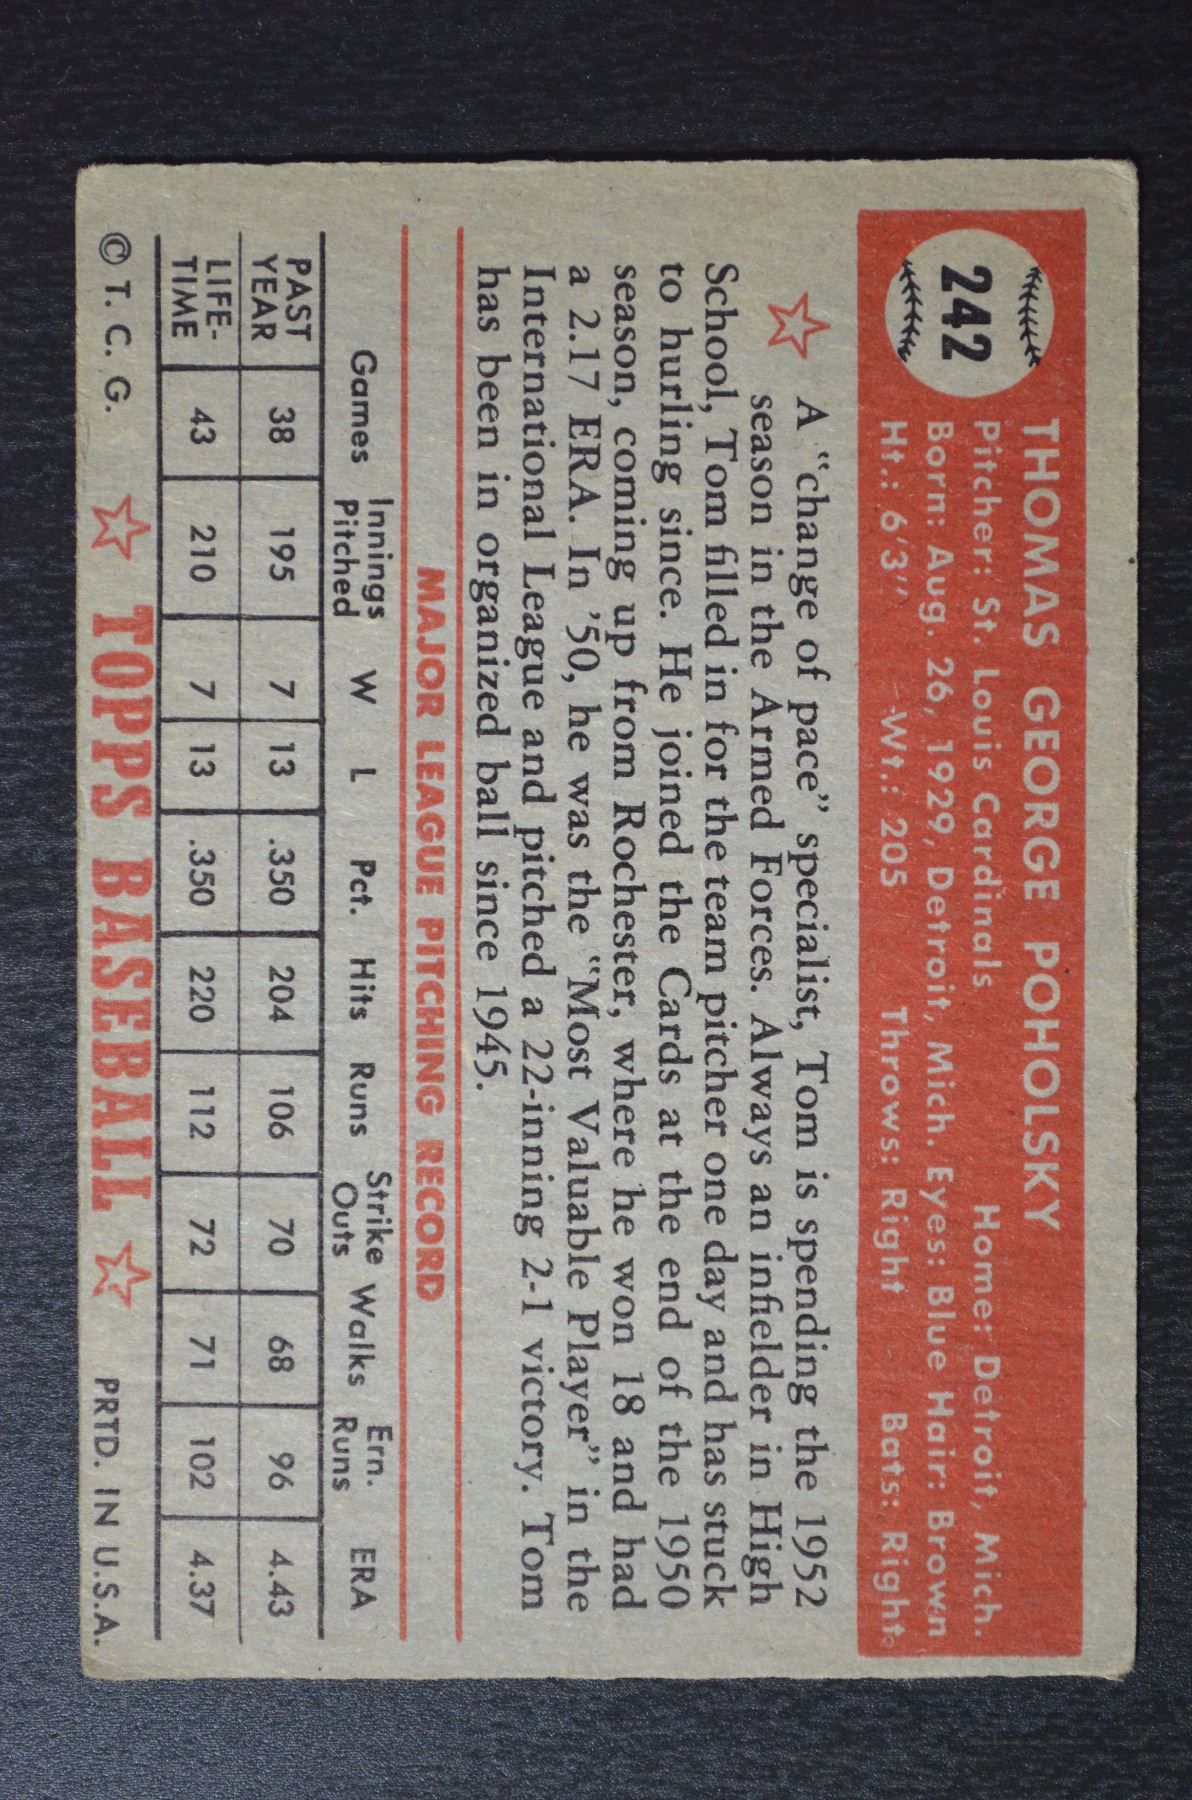 242
THOMAS GEORGE POHOLSKY
Pitcher: St. Louis Cardinals Home: Detroit, Mich.
Born: Aug. 26, 1929, Detroit, Mich. Eyes: Blue Hair: Brown
Ht.: 6'3" Wt.: 205 Throws: Right Bats: Right
A "change of pace" specialist, Tom is spending the 1952
season in the Armed Forces. Always an infielder in High
School, Tom filled in for the team pitcher one day and has stuck
to hurling since. He joined the Cards at the end of the 1950
season, coming up from Rochester, where he won 18 and had
a 2.17 ERA. In '50, he was the "Most Valuable Player" in the
International League and pitched a 22-inning 2-1 victory. Tom
has been in organized ball since 1945.
MAJOR LEAGUE PITCHING RECORD
Games Innings Pitched W L Pct. Hits Runs Strike Outs Walks Ern. Runs ERA
PAST YEAR 38 195 7 13 .350 204 106 70 68 96 4.43
LIFE-TIME 43 210 7 13 .350 220 112 72 71 102 4.37
© T. C. G. TOPPS BASEBALL PRTD. IN U.S.A.